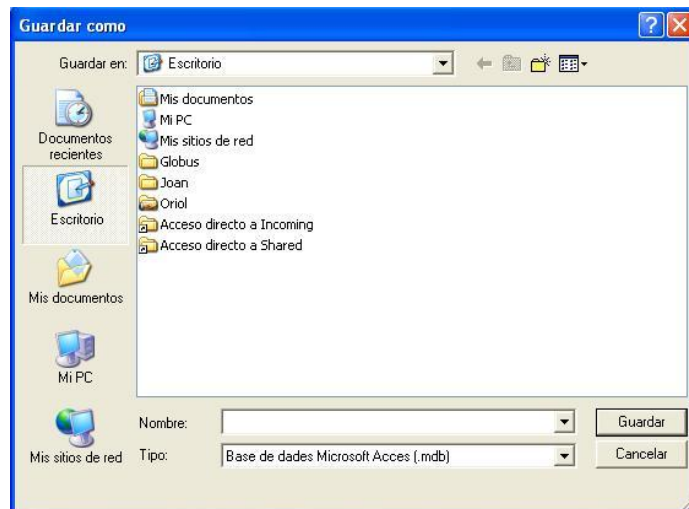 Guardar como
Guardar en:
Escritorio
Documentos
recientes
Escritorio
Mis documentos
Mi PC
Mis sitios de red
Mis documentos
Mi PC
Mis sitios de red
Globus
Joan
Oriol
Acceso directo a Incoming
Acceso directo a Shared
Nombre:
Guardar
Tipo:
Base de dades Microsoft Acces (.mdb)
Cancelar